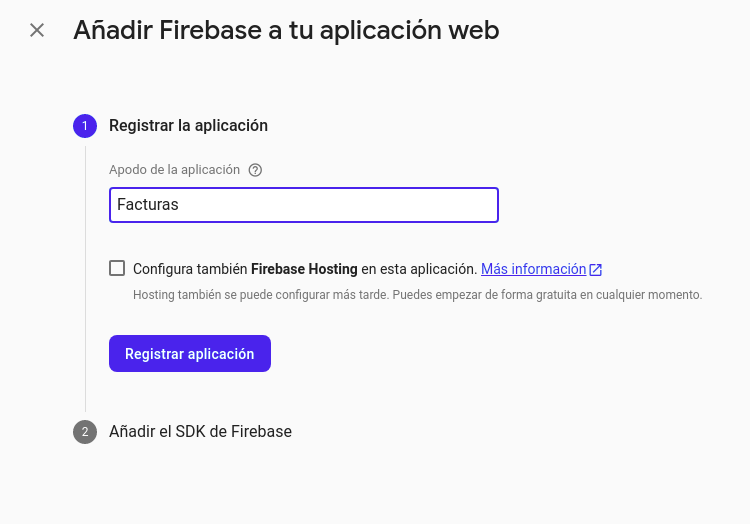 Añadir Firebase a tu aplicación web
1
Registrar la aplicación
Apodo de la aplicación
Facturas
Configura también Firebase Hosting en esta aplicación. Más información
Hosting también se puede configurar más tarde. Puedes empezar de forma gratuita en cualquier momento.
Registrar aplicación
2
Añadir el SDK de Firebase